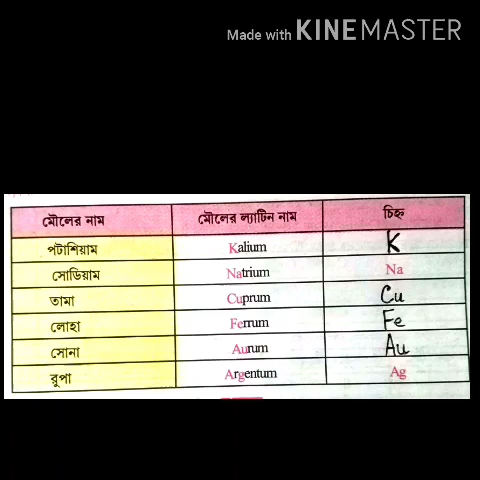 Made with KINEMASTER
মৌলের নাম মৌলের ল্যাটিন নাম চিহ্ন
পটাশিয়াম Kalium K
সোডিয়াম Natrium Na
তামা Cuprum Cu
লোহা Ferrum Fe
সোনা Aurum Au
রুপা Argentum Ag